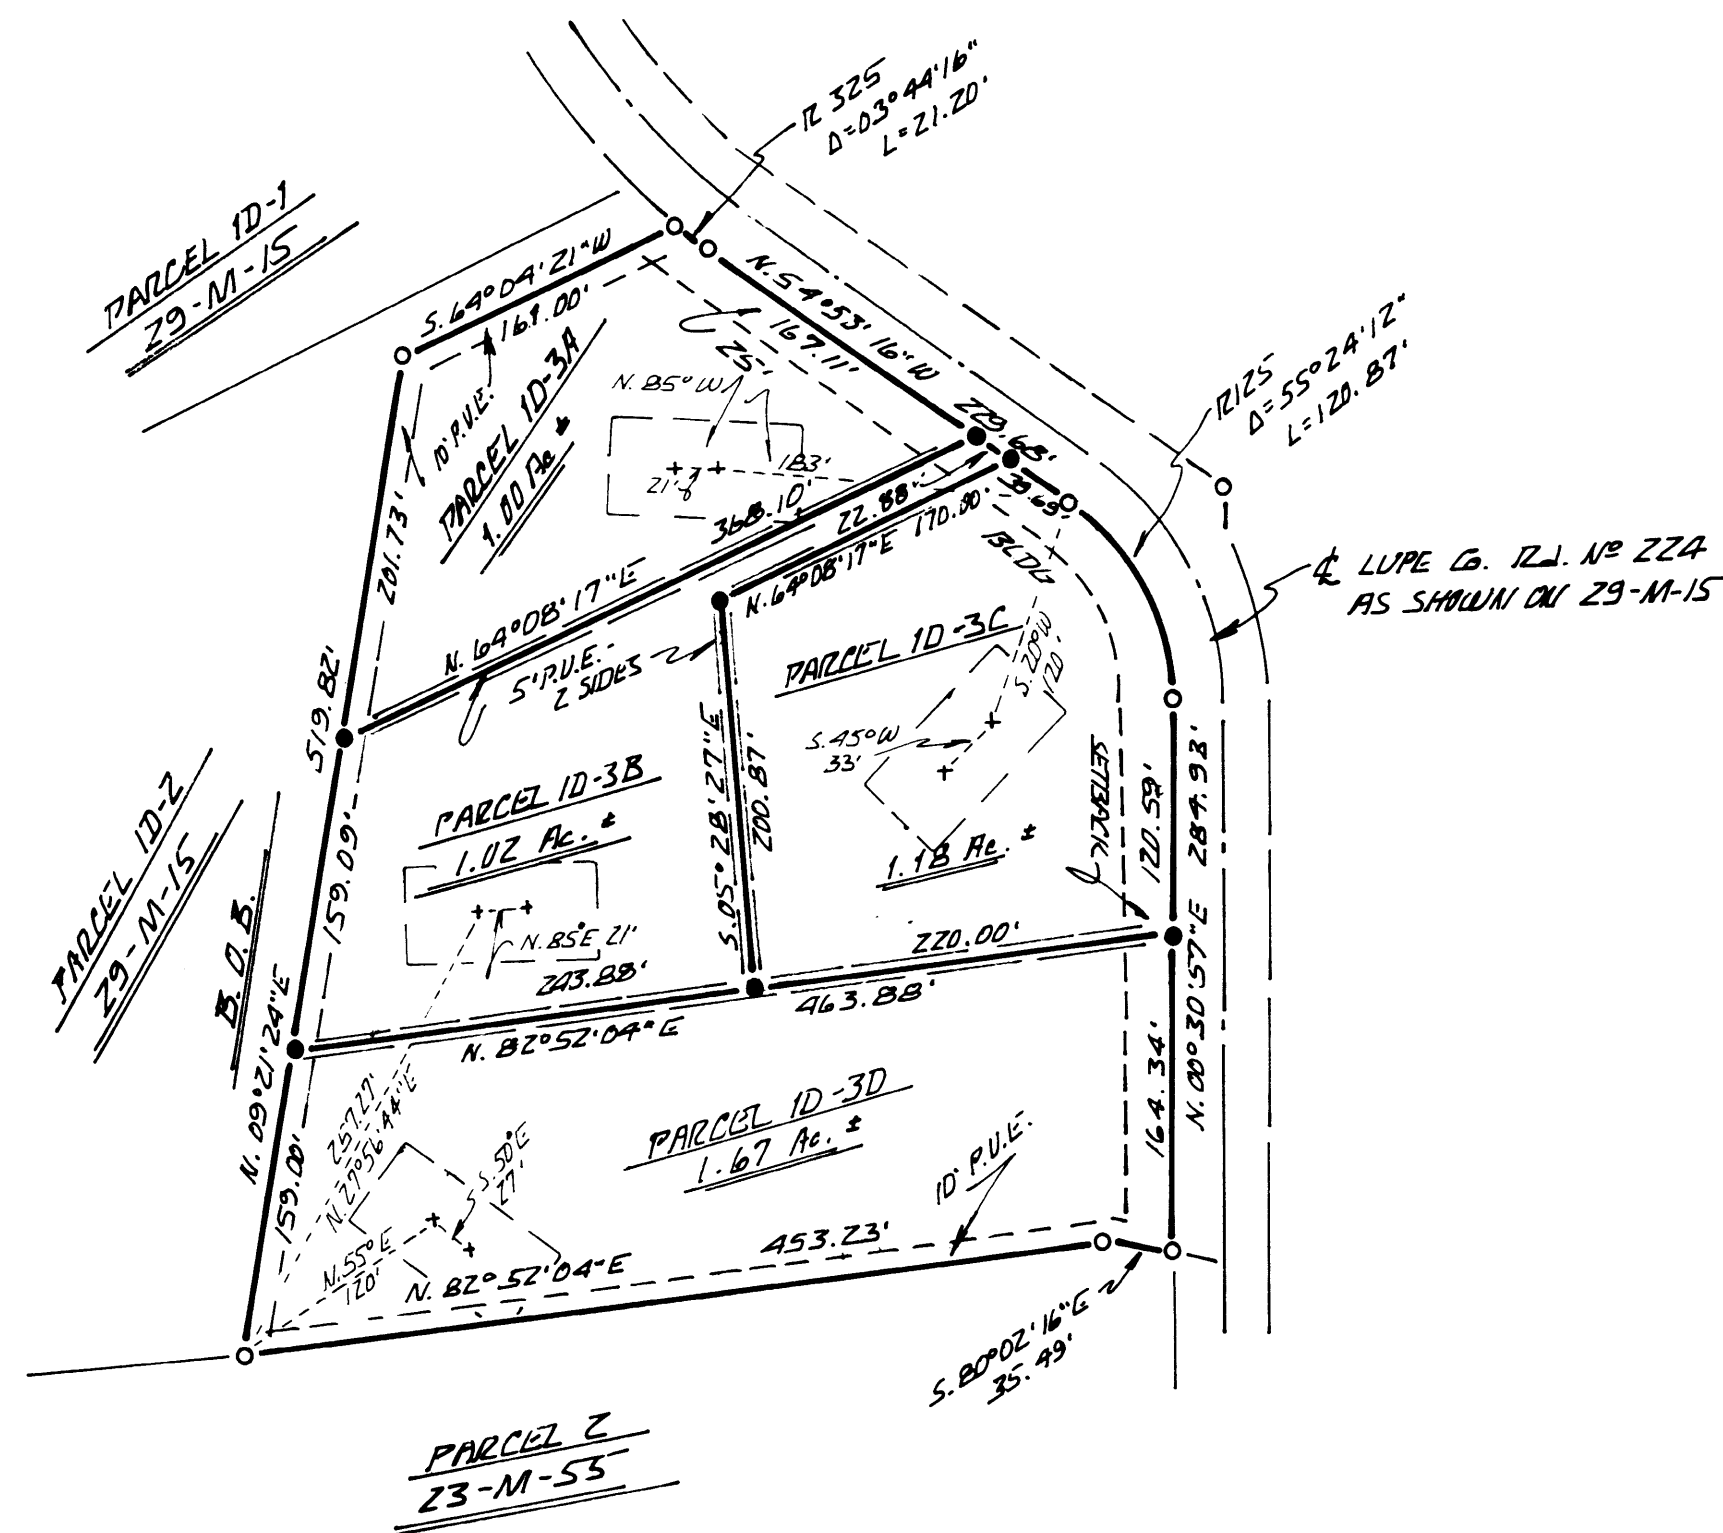 R 325
D=03°44'16"
L=21.20'
PARCEL 1D-1
29-M-15
S.64°04'21"W
161.00'
N.54°53'16"W
167.11'
25'
N.85°W
10' P.U.E.
PARCEL 1D-3A
1.00 Ac ±
183'
21'
229.68'
39.69'
R125
D=55°24'12"
L=120.87'
℄ LUPE Co. Rd. Nº 224
AS SHOWN ON 29-M-15
201.73'
368.10'
N.64°08'17"E
22.88'
N.64°08'17"E 170.00'
BLDG
SETBACK
5' P.U.E.-
2 SIDES
PARCEL 1D-3C
S.20°W
120'
S.45°W
33'
1.18 Ac. ±
519.82'
159.09'
PARCEL 1D-3B
1.02 Ac. ±
S.05°28'27"E
200.87'
120.59'
284.93'
N.00°30'57"E
PARCEL 1D-2
29-M-15
B.O.B.
N.85°E 21'
243.88'
220.00'
463.88'
N.82°52'04"E
N.09°21'24"E
159.00'
257.27'
N.27°56'44"E
S.50°E
27'
N.55°E
120'
PARCEL 1D-3D
1.67 Ac. ±
10' P.U.E.
164.34'
453.23'
N.82°52'04"E
S.80°02'16"E
35.49'
PARCEL 2
23-M-55